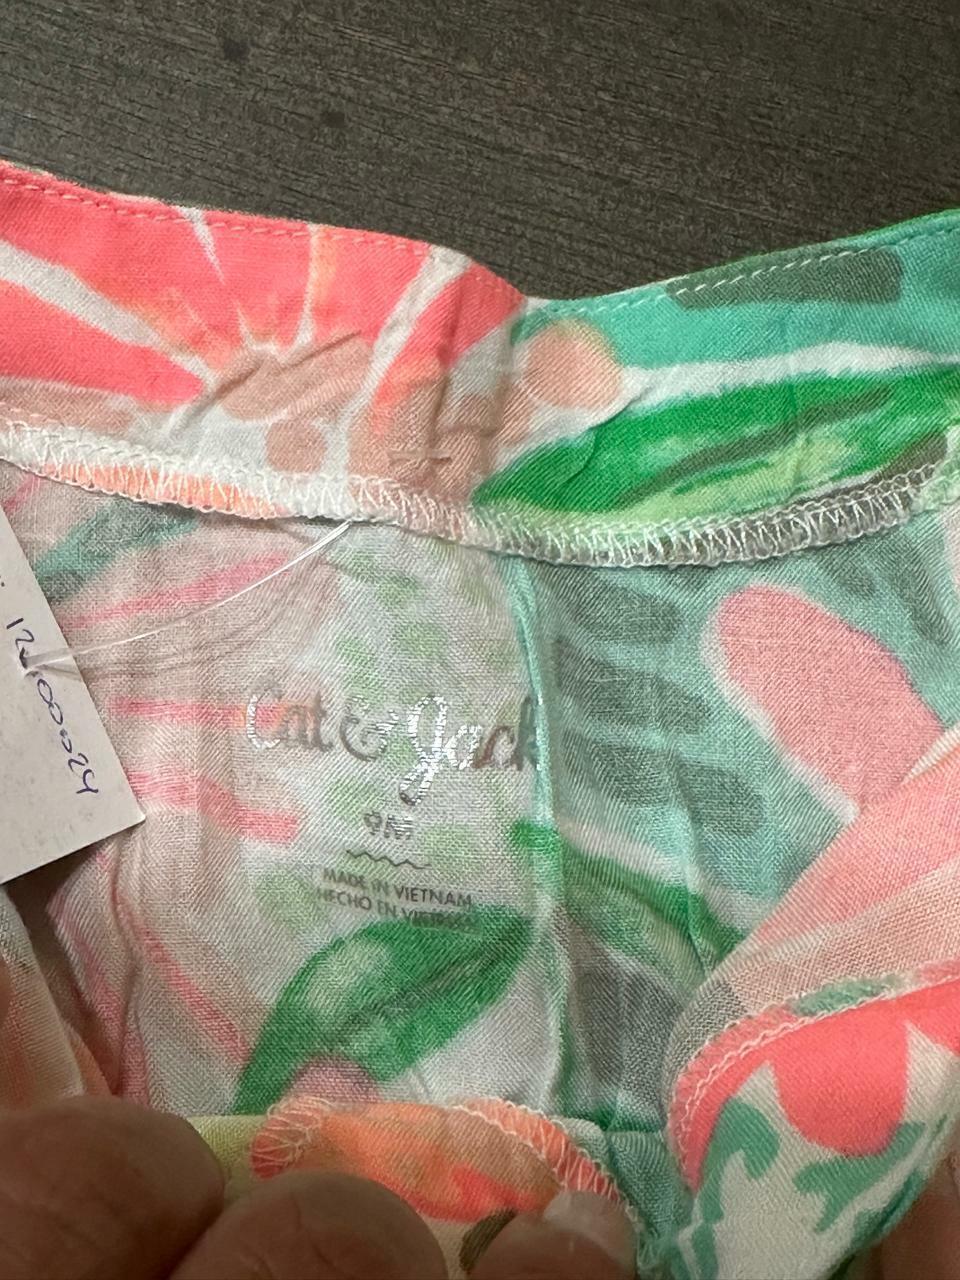 Cat & Jack
9M
MADE IN VIETNAM
HECHO EN VIETNAM